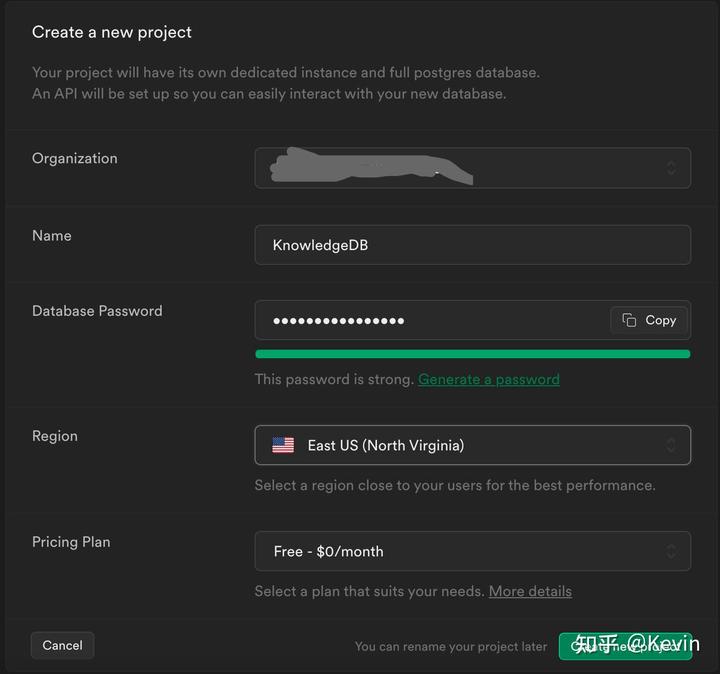 Create a new project
Your project will have its own dedicated instance and full postgres database.
An API will be set up so you can easily interact with your new database.
Organization
Name
KnowledgeDB
Database Password
••••••••••••••••
Copy
This password is strong. Generate a password
Region
East US (North Virginia)
Select a region close to your users for the best performance.
Pricing Plan
Free - $0/month
Select a plan that suits your needs. More details
Cancel
You can rename your project later
Create new project
知乎 @Kevin